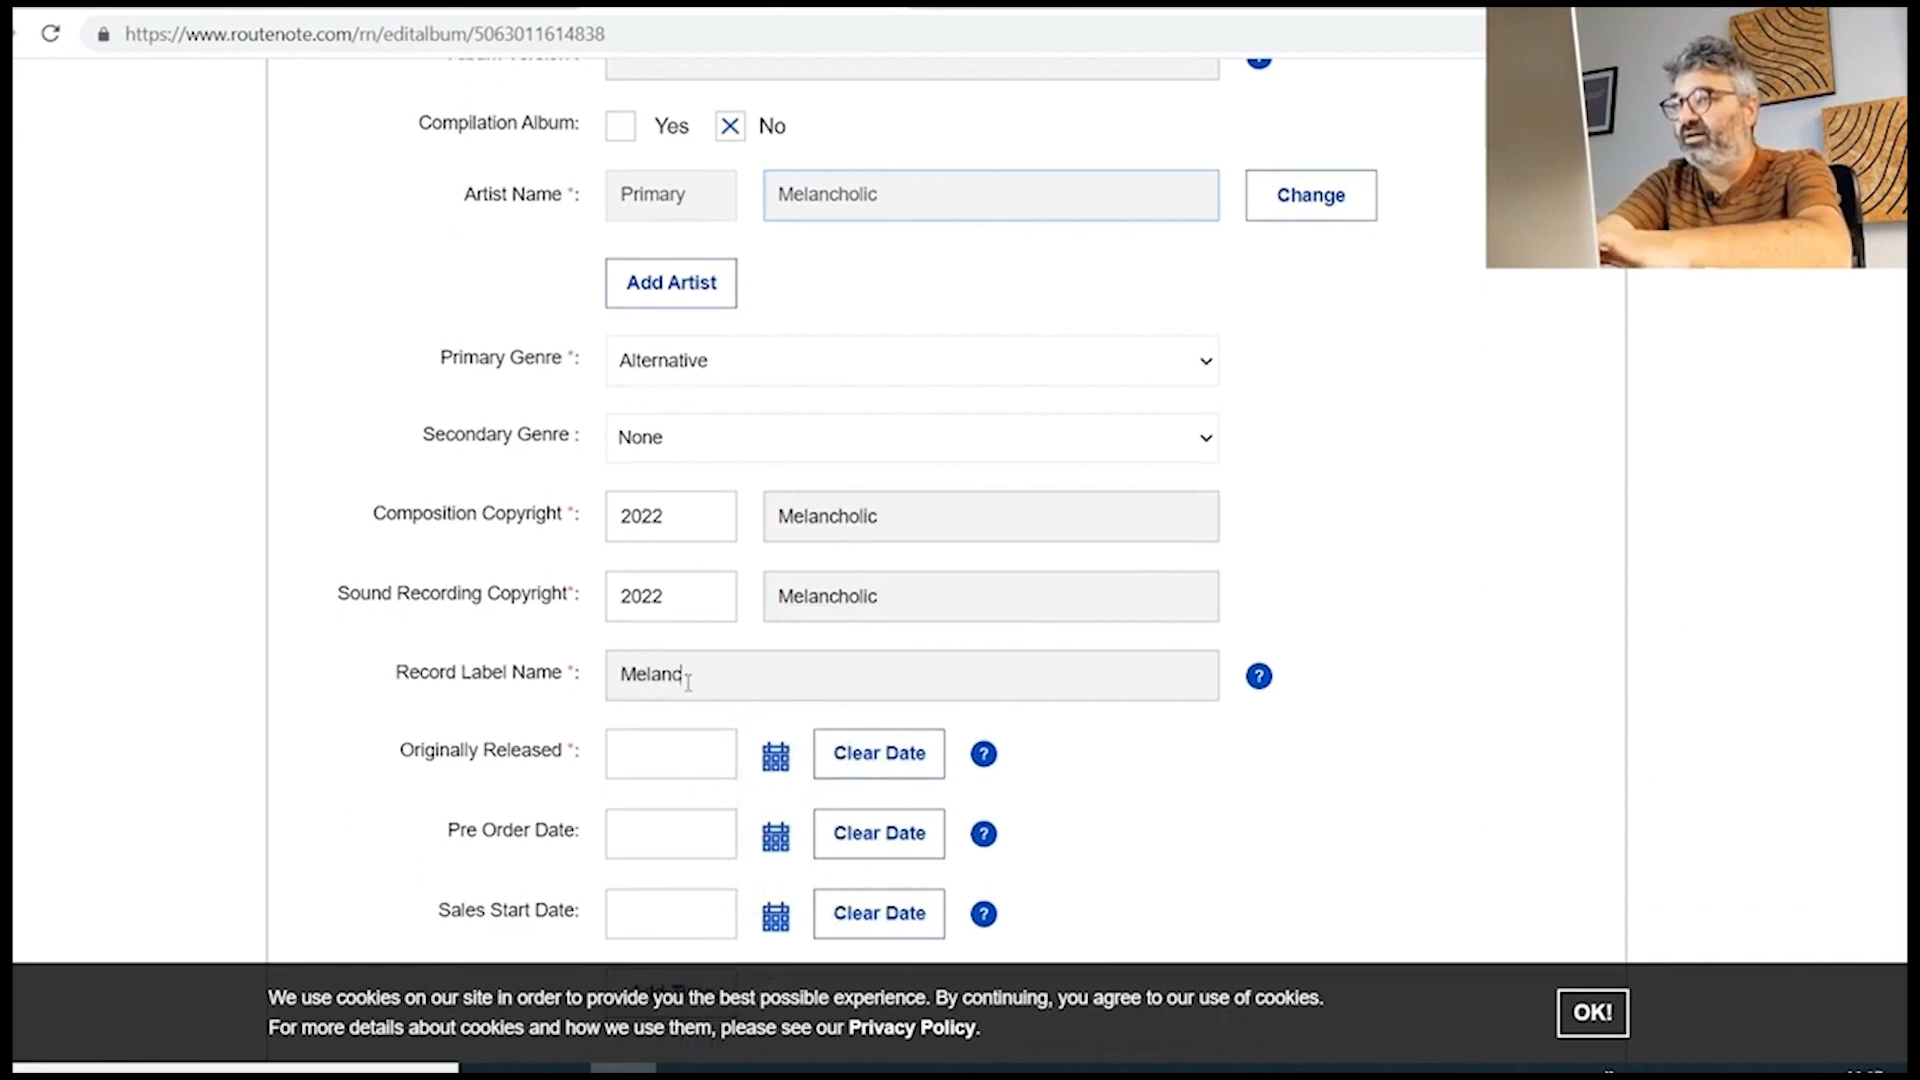 https://www.routenote.com/rn/editalbum/5063011614838
?
Compilation Album: Yes No
Artist Name *: Primary Melancholic Change
Add Artist
Primary Genre *: Alternative
Secondary Genre : None
Composition Copyright *: 2022 Melancholic
Sound Recording Copyright*: 2022 Melancholic
Record Label Name *: Melanc ?
Originally Released *: Clear Date ?
Pre Order Date: Clear Date ?
Sales Start Date: Clear Date ?
We use cookies on our site in order to provide you the best possible experience. By continuing, you agree to our use of cookies.
For more details about cookies and how we use them, please see our Privacy Policy.
OK!